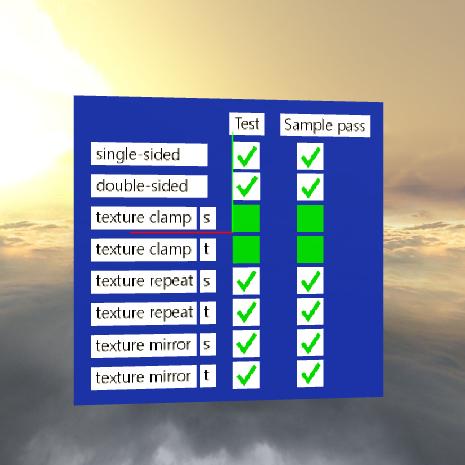 Test Sample pass
single-sided
double-sided
texture clamp s
texture clamp t
texture repeat s
texture repeat t
texture mirror s
texture mirror t